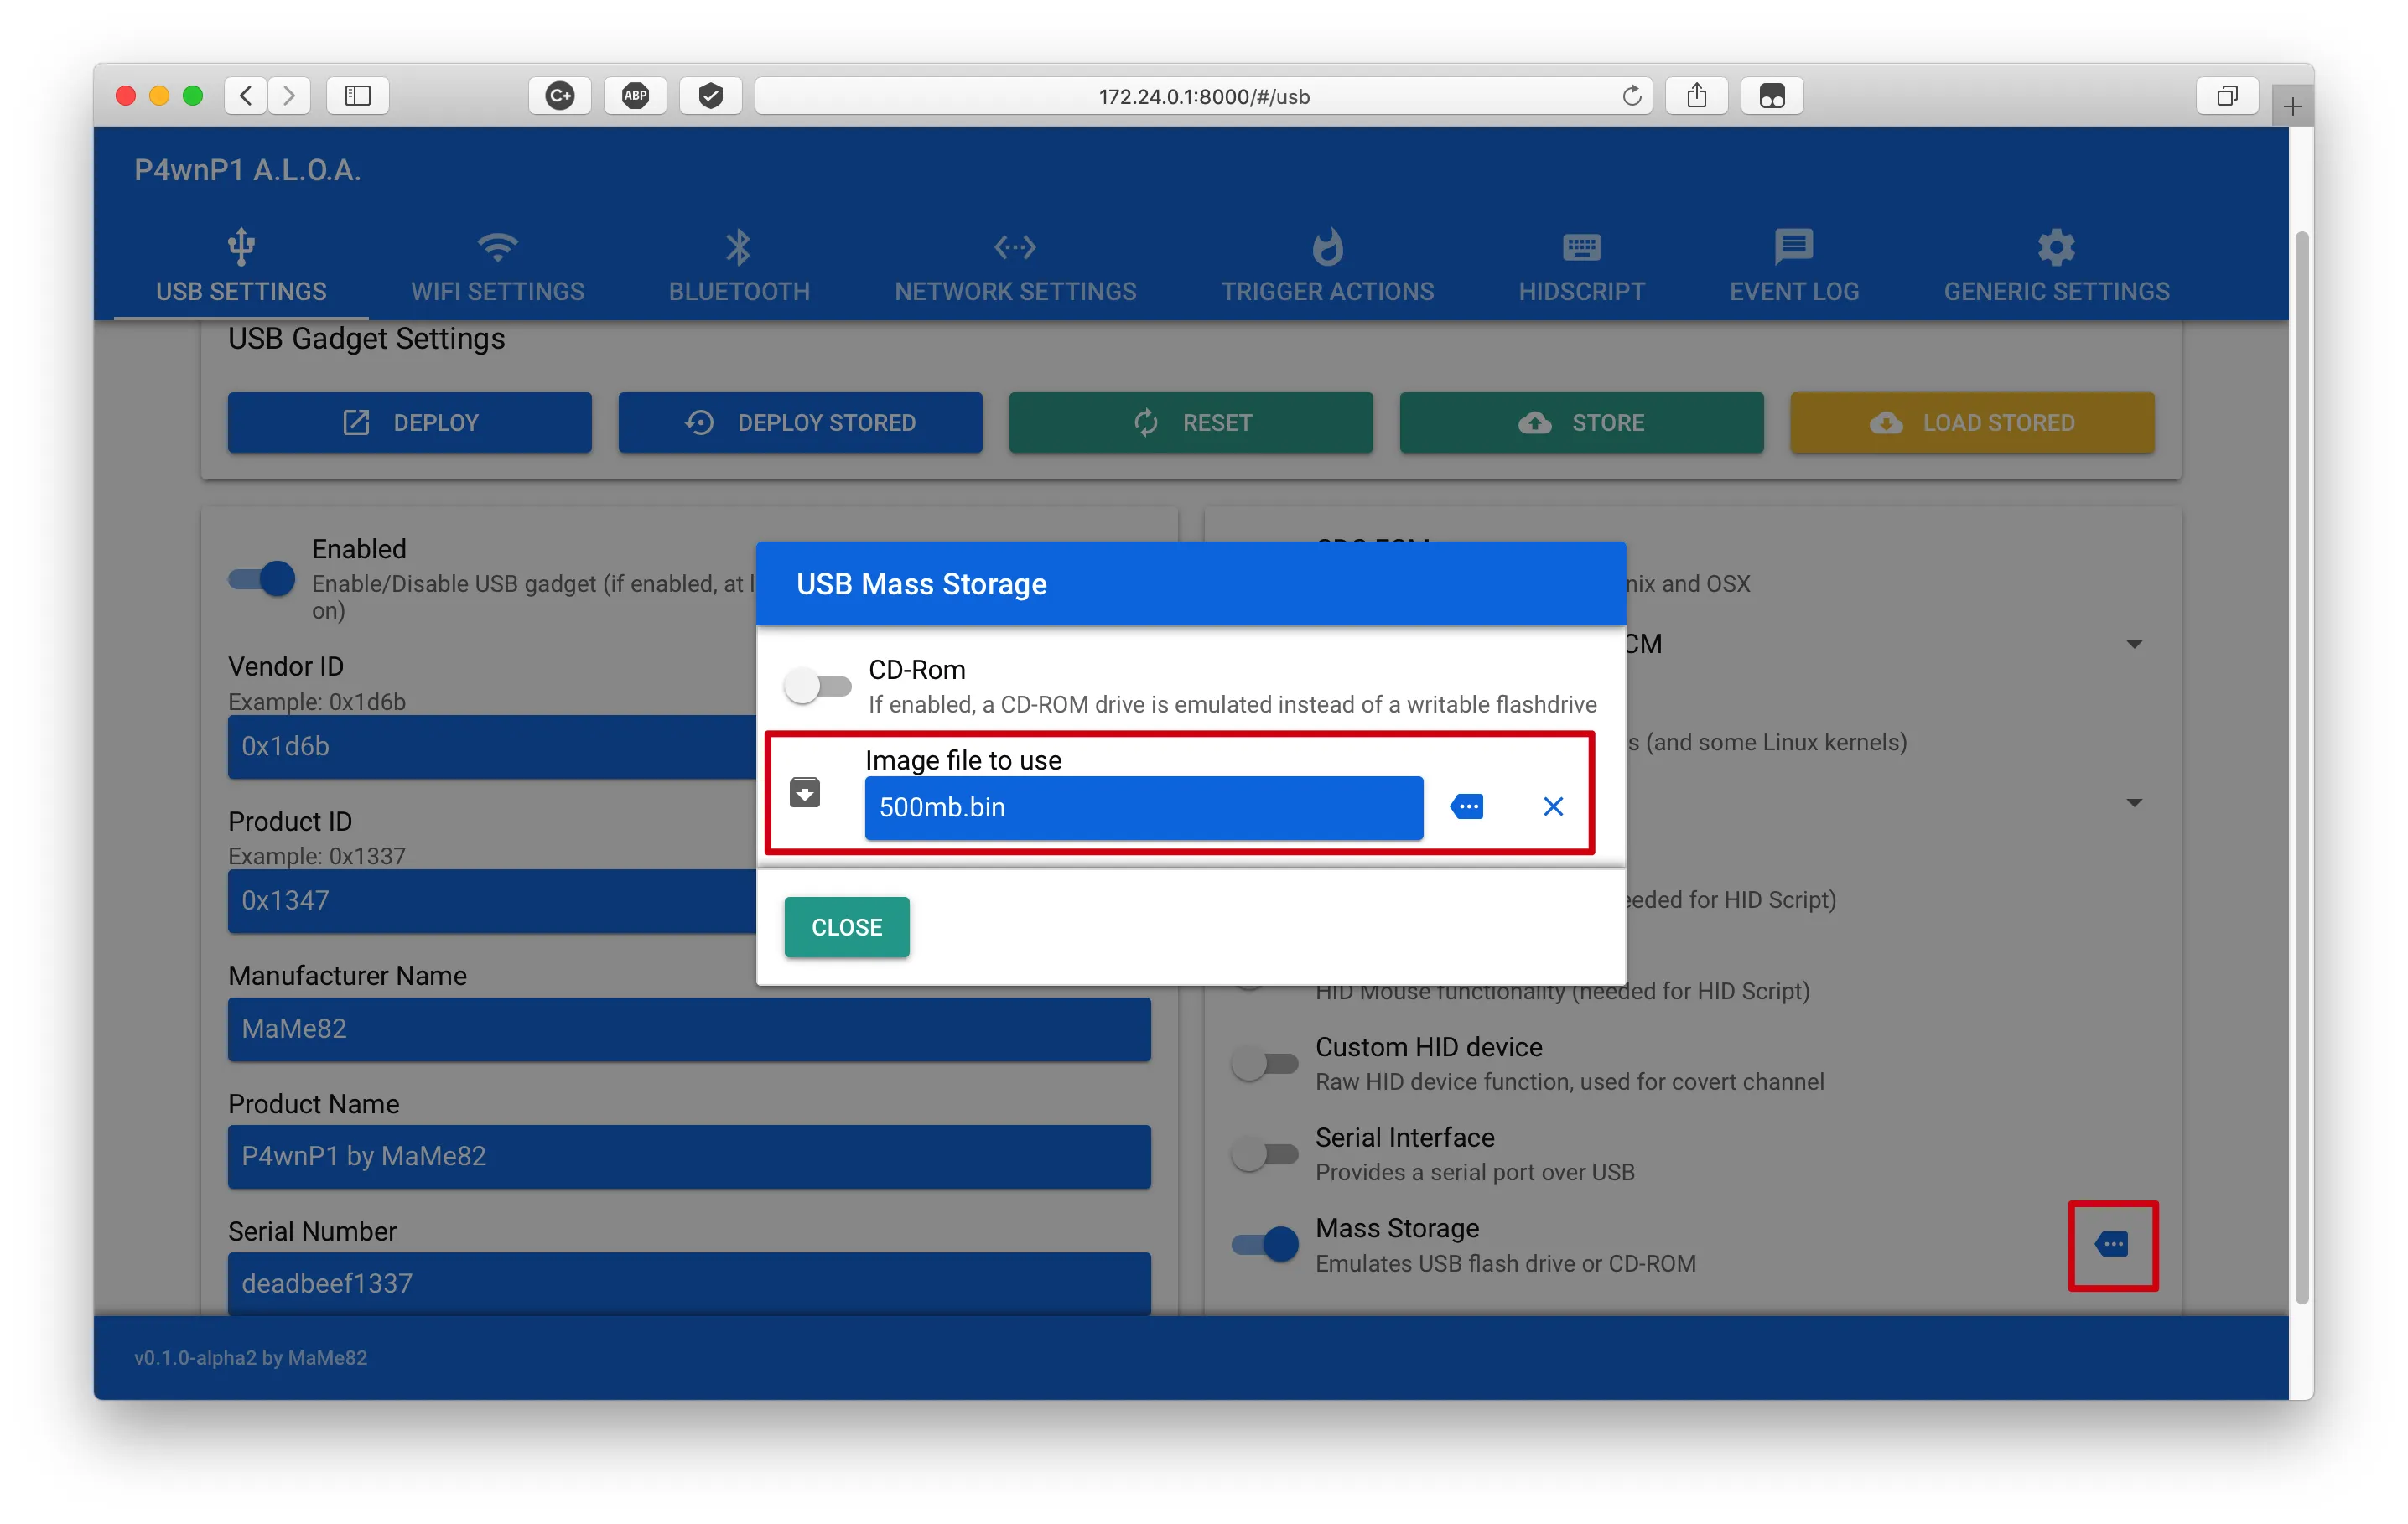 C+
ABP
172.24.0.1:8000/#/usb
P4wnP1 A.L.O.A.
USB SETTINGS
WIFI SETTINGS
BLUETOOTH
NETWORK SETTINGS
TRIGGER ACTIONS
HIDSCRIPT
EVENT LOG
GENERIC SETTINGS
USB Gadget Settings
DEPLOY
DEPLOY STORED
RESET
STORE
LOAD STORED
Enabled
Enable/Disable USB gadget (if enabled, at
on)
Vendor ID
Example: 0x1d6b
0x1d6b
Product ID
Example: 0x1337
0x1347
Manufacturer Name
MaMe82
Product Name
P4wnP1 by MaMe82
Serial Number
deadbeef1337
USB Mass Storage
CD-Rom
If enabled, a CD-ROM drive is emulated instead of a writable flashdrive
Image file to use
500mb.bin
CLOSE
nix and OSX
CM
s (and some Linux kernels)
eeded for HID Script)
HID Mouse functionality (needed for HID Script)
Custom HID device
Raw HID device function, used for covert channel
Serial Interface
Provides a serial port over USB
Mass Storage
Emulates USB flash drive or CD-ROM
v0.1.0-alpha2 by MaMe82